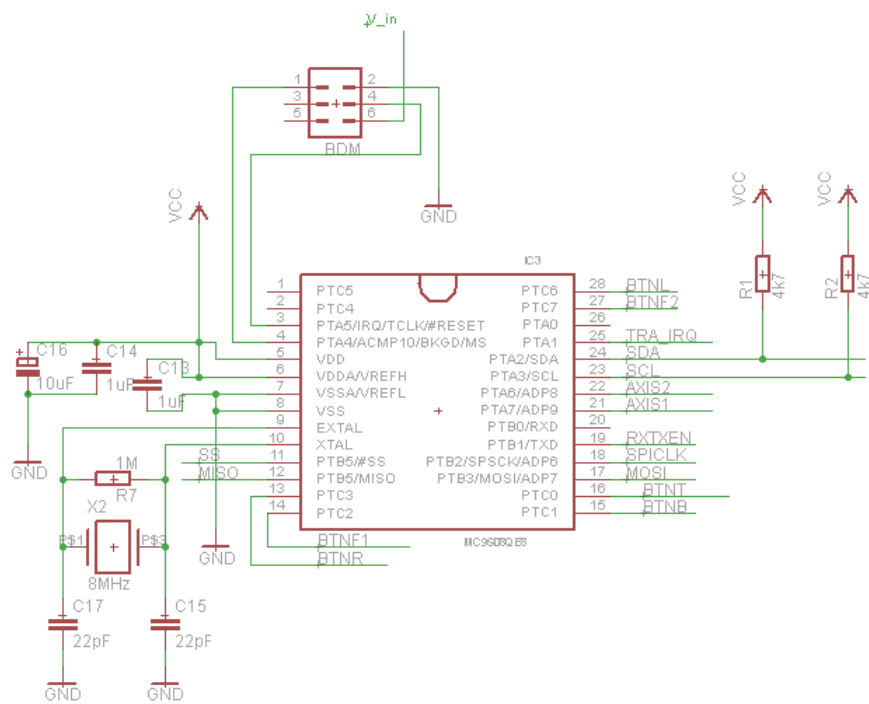 V_in
1 2
3 4
5 6
BDM
GND
VCC
VCC
VCC
IC3
R1
4k7
R2
4k7
1 PTC5 PTC6 28 BTNL
2 PTC4 PTC7 27 BTNF2
3 PTA5/IRQ/TCLK/#RESET PTA0 26
4 PTA4/ACMP10/BKGD/MS PTA1 25 TRA_IRQ
5 VDD PTA2/SDA 24 SDA
6 VDDA/VREFH PTA3/SCL 23 SCL
7 VSSA/VREFL PTA6/ADP8 22 AXIS2
8 VSS PTA7/ADP9 21 AXIS1
9 EXTAL PTB0/RXD 20
10 XTAL PTB1/TXD 19 RXTXEN
SS 11 PTB5/#SS PTB2/SPSCK/ADP6 18 SPICLK
MISO 12 PTB5/MISO PTB3/MOSI/ADP7 17 MOSI
13 PTC3 PTC0 16 BTNT
14 PTC2 PTC1 15 BTNB
BTNF1
BTNR
C16
10uF
C14
1uF
C13
1uF
GND
1M
R7
X2
P$1 P$3
8MHz
GND
C17
22pF
C15
22pF
GND
GND